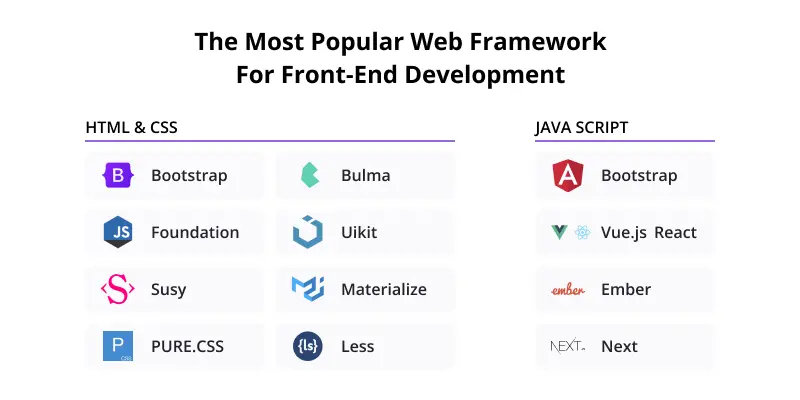 The Most Popular Web Framework
For Front-End Development
HTML & CSS
B Bootstrap
Bulma
JS Foundation
Uikit
S Susy
Materialize
P CSS PURE.CSS
{ls} Less
JAVA SCRIPT
A Bootstrap
Vue.js React
ember Ember
NEXT.JS Next